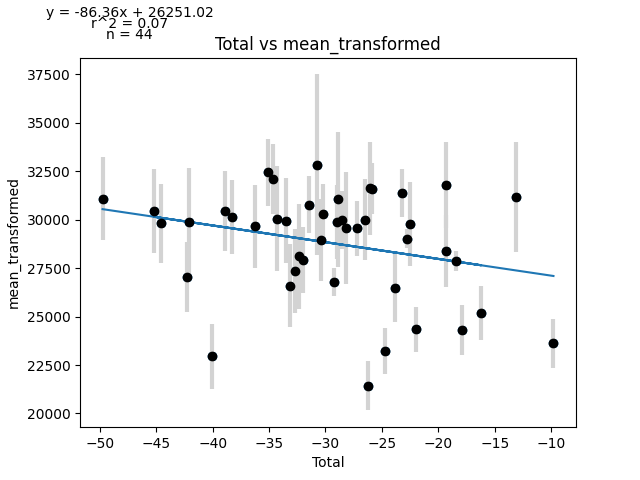 y = -86.36x + 26251.02
r^2 = 0.07
n = 44
Total vs mean_transformed
37500
35000
32500
30000
27500
25000
22500
20000
mean_transformed
−50 −45 −40 −35 −30 −25 −20 −15 −10
Total